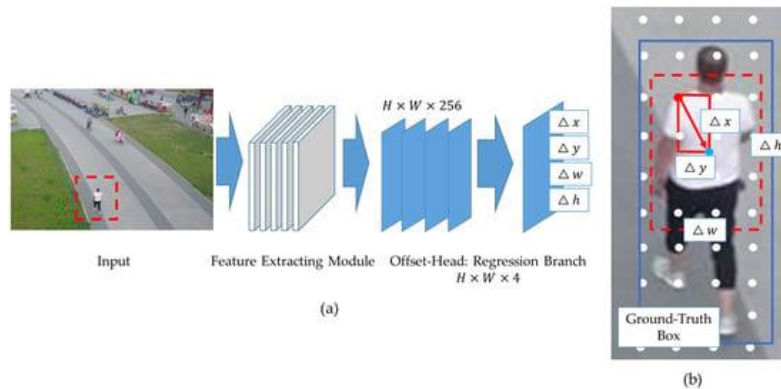 H × W × 256
△ x
△ y
△ w
△ h
Input
Feature Extracting Module
Offset-Head: Regression Branch
H × W × 4
(a)
△ x
△ h
△ y
△ w
Ground-Truth
Box
(b)